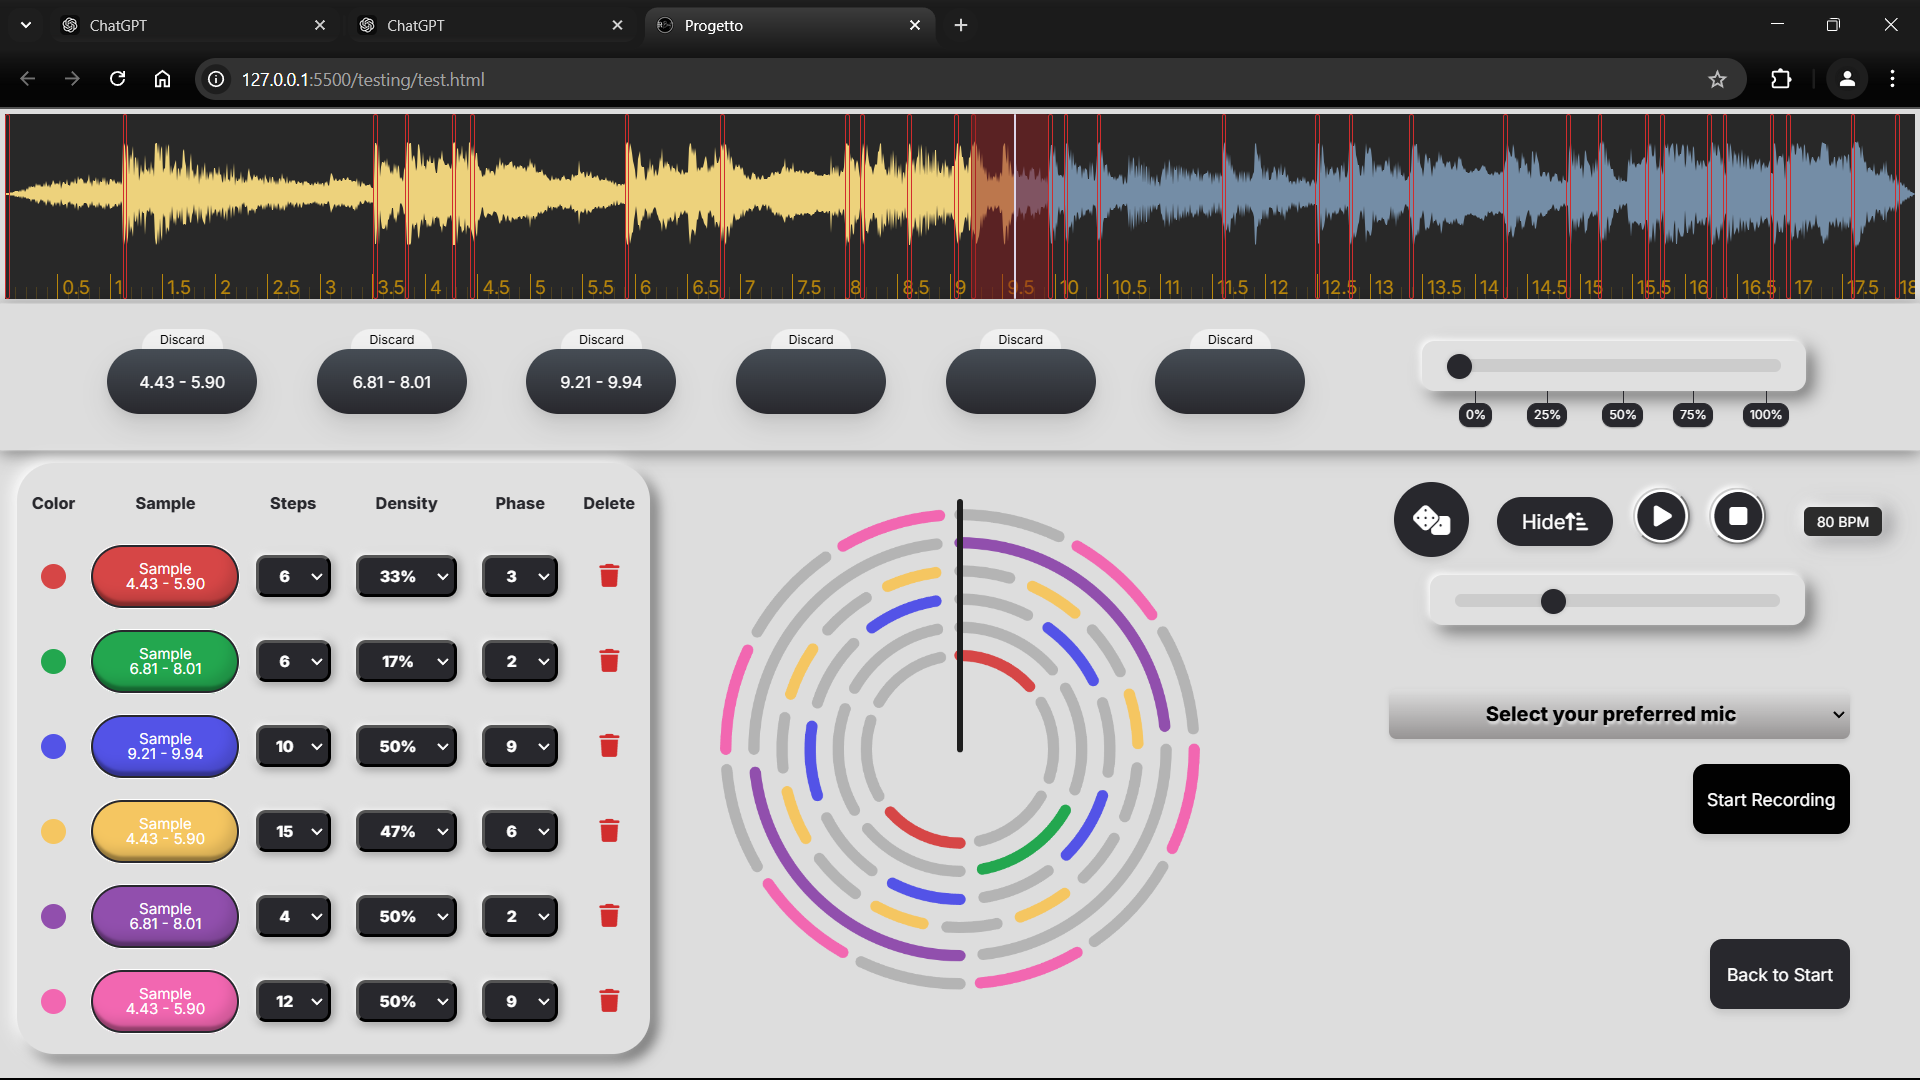 ChatGPT
ChatGPT
Progetto
127.0.0.1:5500/testing/test.html
0.5 1 1.5 2 2.5 3 3.5 4 4.5 5 5.5 6 6.5 7 7.5 8 8.5 9 9.5 10 10.5 11 11.5 12 12.5 13 13.5 14 14.5 15 15.5 16 16.5 17 17.5 18
Discard Discard Discard Discard Discard Discard
4.43 - 5.90 6.81 - 8.01 9.21 - 9.94
0% 25% 50% 75% 100%
Color Sample Steps Density Phase Delete
Sample
4.43 - 5.90
6 33% 3
Sample
6.81 - 8.01
6 17% 2
Sample
9.21 - 9.94
10 50% 9
Sample
4.43 - 5.90
15 47% 6
Sample
6.81 - 8.01
4 50% 2
Sample
4.43 - 5.90
12 50% 9
Hide
80 BPM
Select your preferred mic
Start Recording
Back to Start